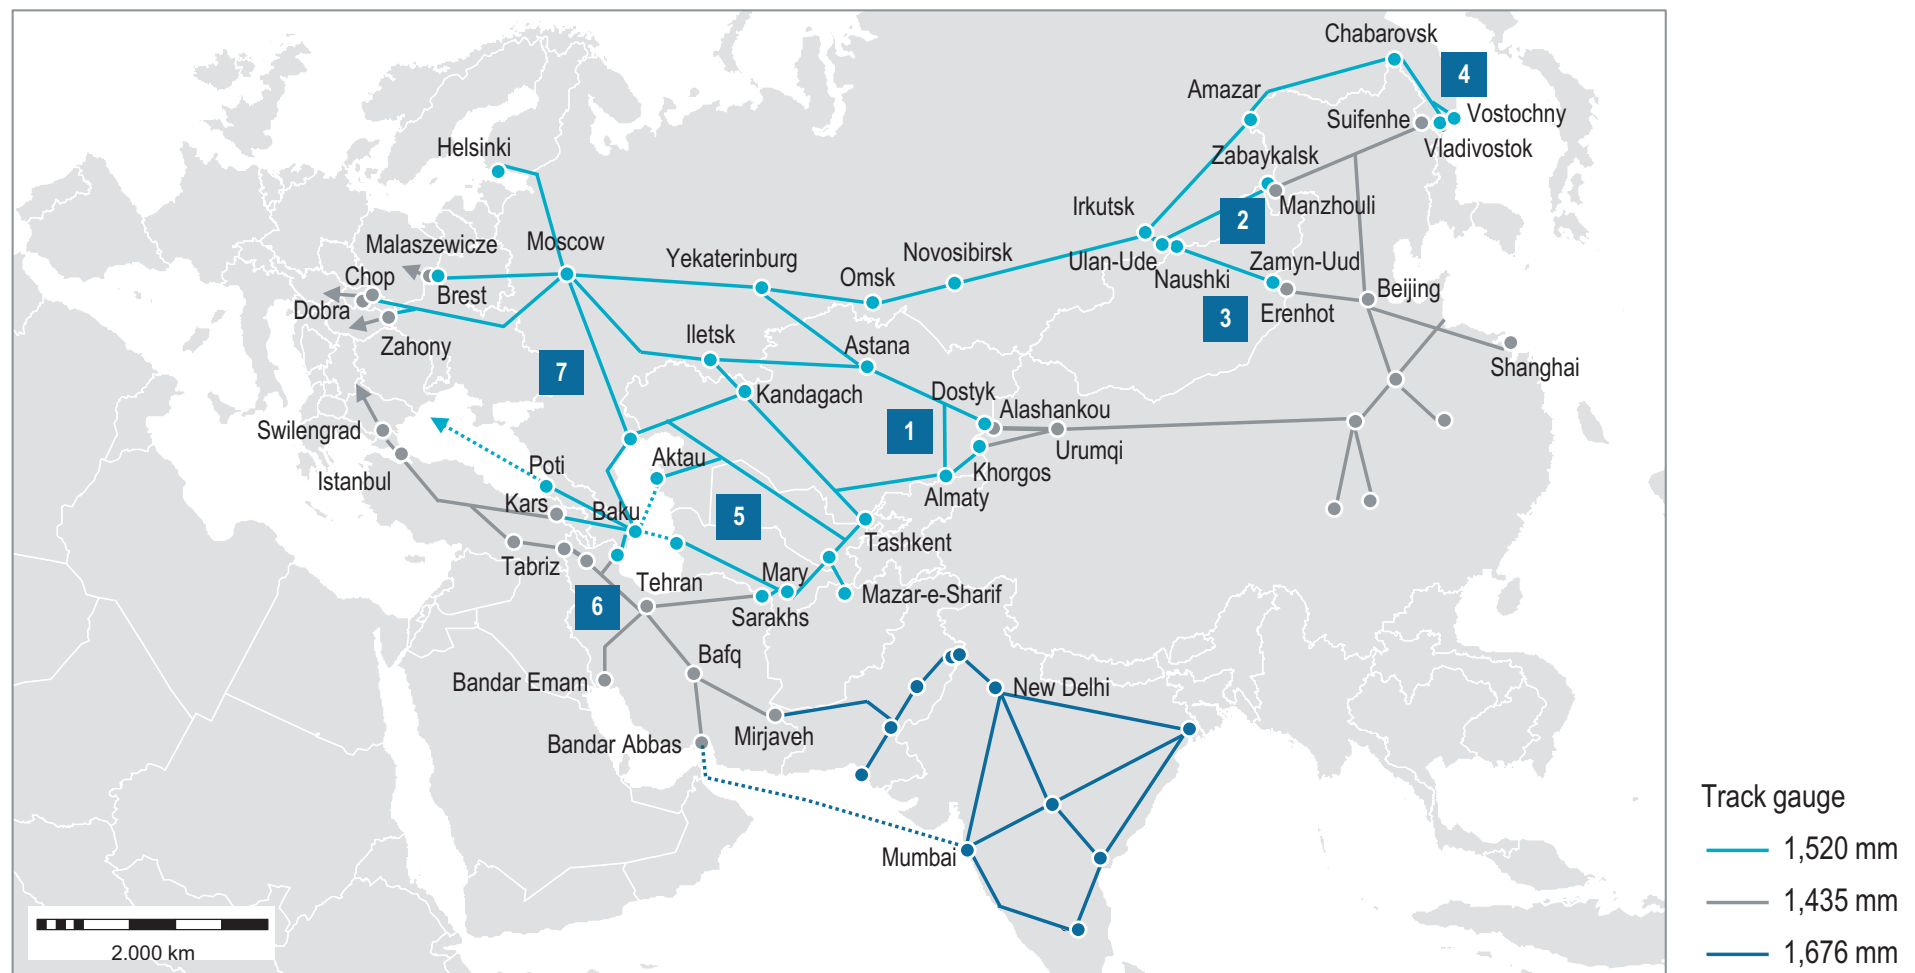 Chabarovsk
4
Amazar
Vostochny
Suifenhe
Vladivostok
Helsinki
Zabaykalsk
Manzhouli
Irkutsk
2
Malaszewicze
Moscow
Novosibirsk
Yekaterinburg
Omsk
Ulan-Ude
Zamyn-Uud
Naushki
Chop
Brest
Beijing
Dobra
3
Erenhot
Zahony
Iletsk
Astana
Shanghai
7
Kandagach
Dostyk
Alashankou
1
Swilengrad
Urumqi
Aktau
Poti
Khorgos
Istanbul
Almaty
Kars
Baku
5
Tashkent
Tabriz
Tehran
Mary
Mazar-e-Sharif
6
Sarakhs
Bafq
Bandar Emam
New Delhi
Bandar Abbas
Mirjaveh
Mumbai
2.000 km
Track gauge
1,520 mm
1,435 mm
1,676 mm